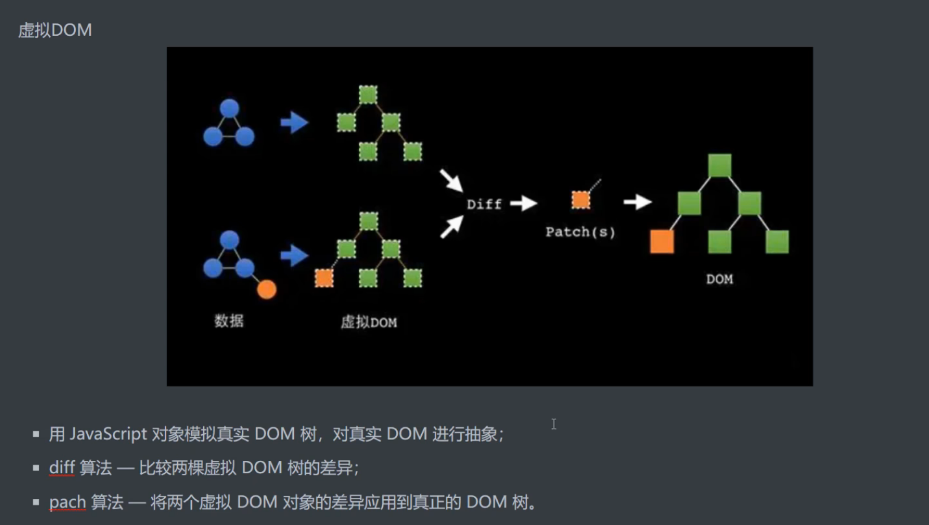 虚拟DOM
Diff
Patch(s)
DOM
数据
虚拟DOM
用 JavaScript 对象模拟真实 DOM 树，对真实 DOM 进行抽象；
diff 算法 — 比较两棵虚拟 DOM 树的差异；
pach 算法 — 将两个虚拟 DOM 对象的差异应用到真正的 DOM 树。